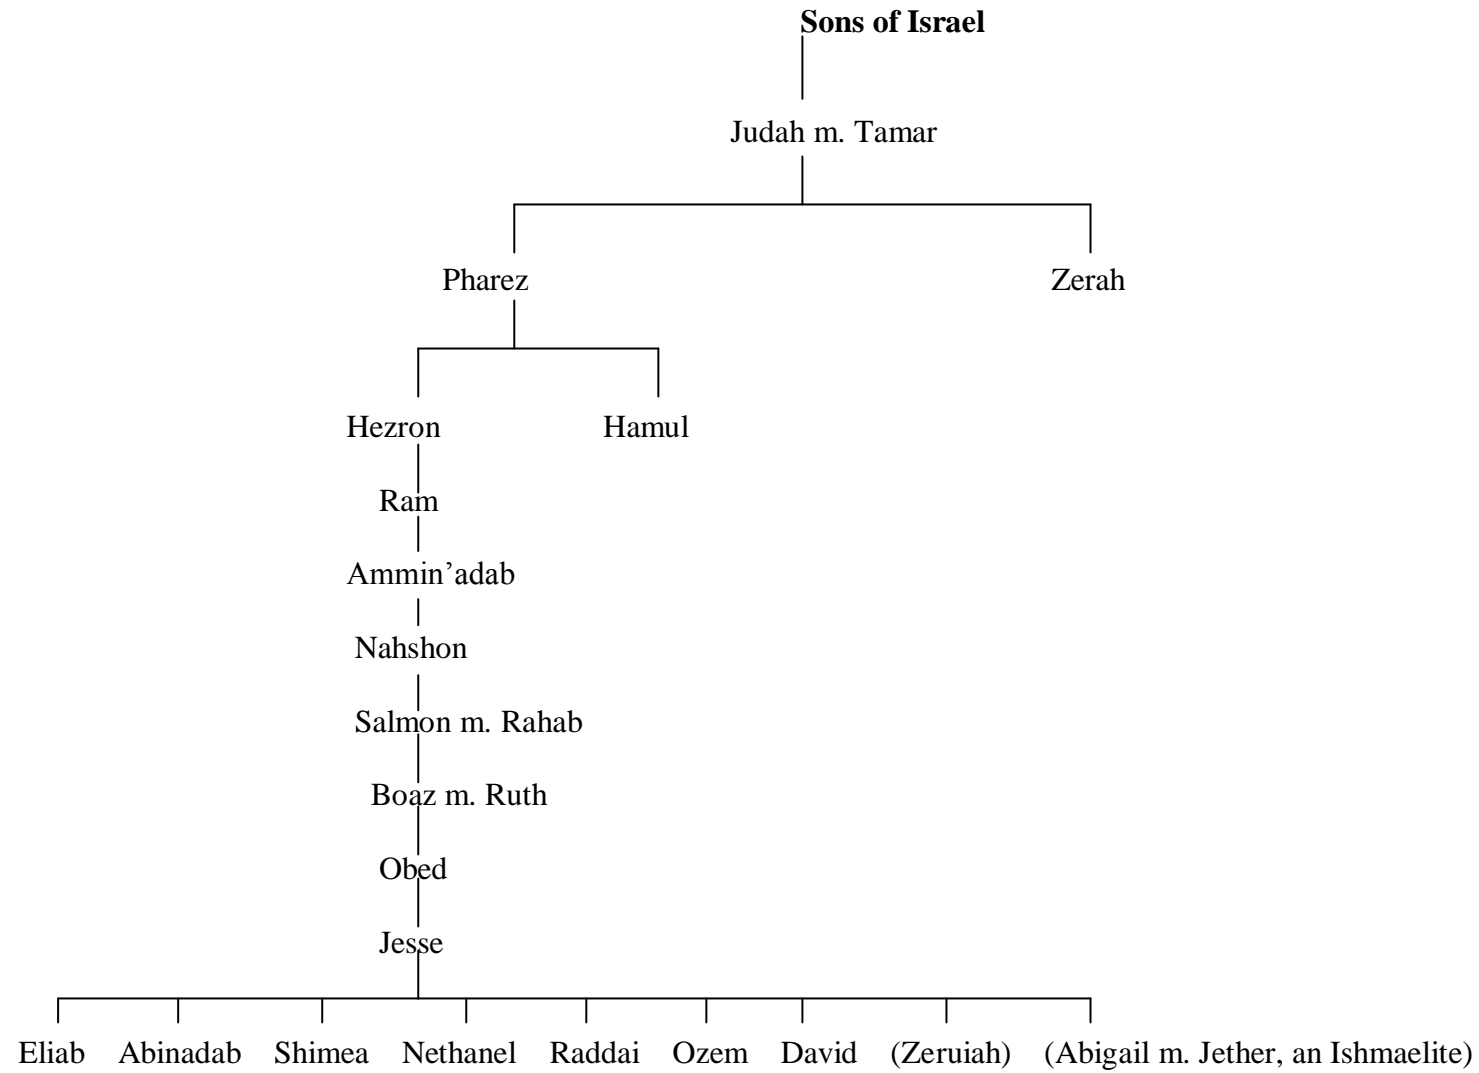 Sons of Israel
Judah m. Tamar
Pharez Zerah
Hezron Hamul
Ram
Ammin’adab
Nahshon
Salmon m. Rahab
Boaz m. Ruth
Obed
Jesse
Eliab Abinadab Shimea Nethanel Raddai Ozem David (Zeruiah) (Abigail m. Jether, an Ishmaelite)